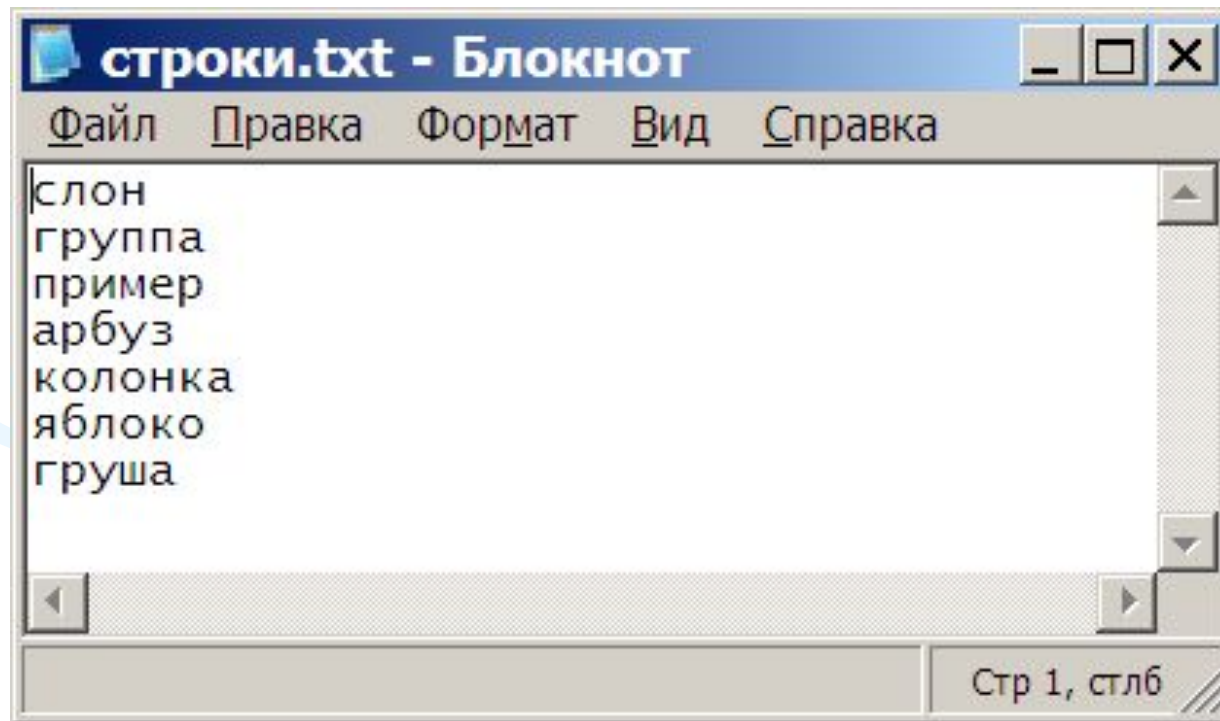 строки.txt - Блокнот
Файл Правка Формат Вид Справка
слон
группа
пример
арбуз
колонка
яблоко
груша
Стр 1, стлб